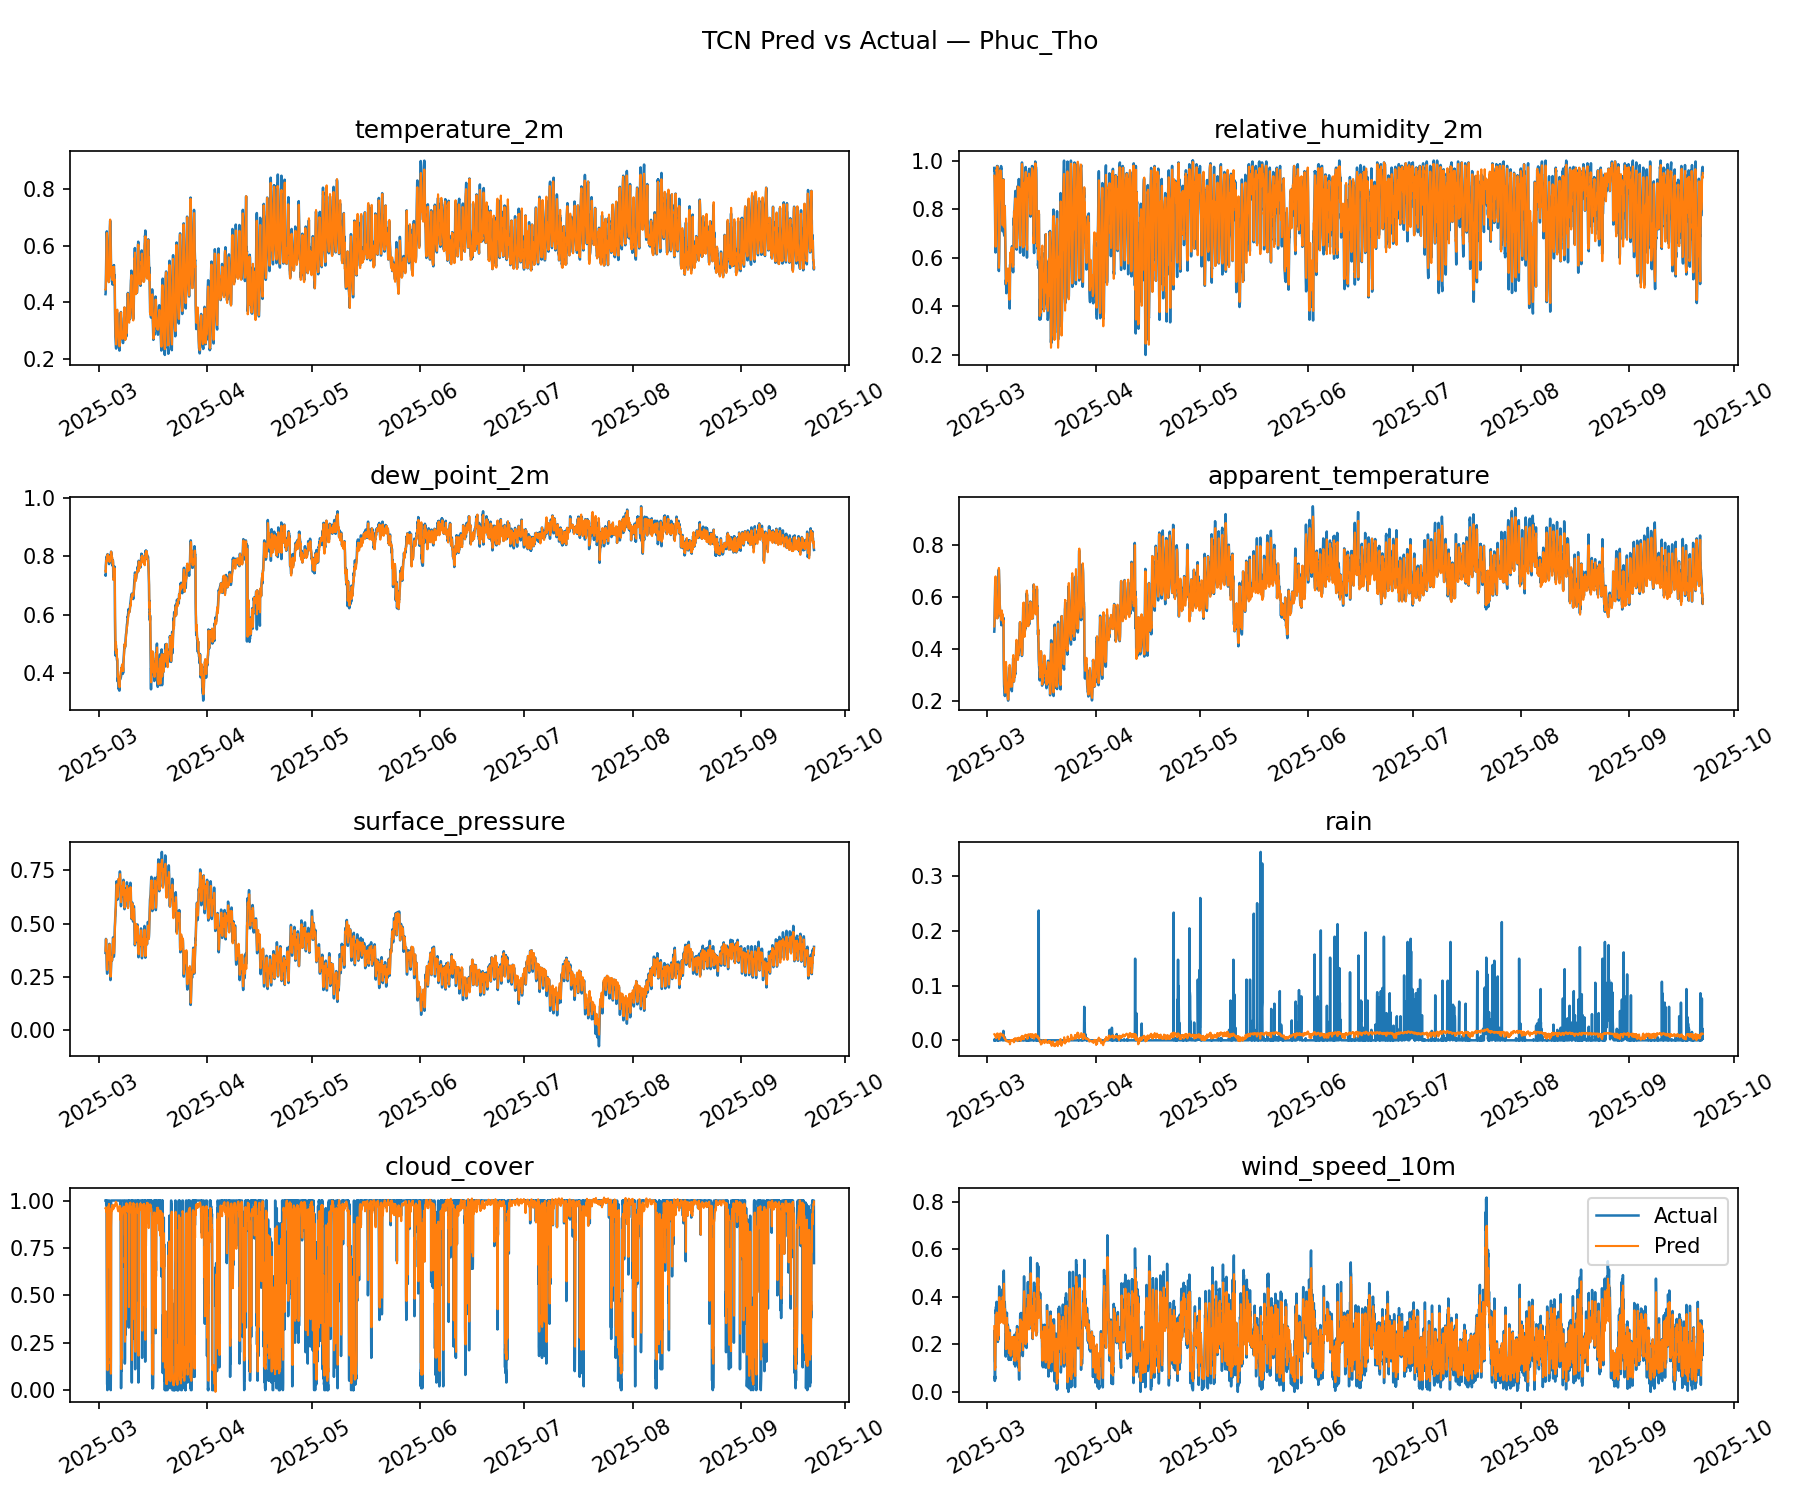 TCN Pred vs Actual — Phuc_Tho
temperature_2m
0.8
0.6
0.4
0.2
2025-03 2025-04 2025-05 2025-06 2025-07 2025-08 2025-09 2025-10
relative_humidity_2m
1.0
0.8
0.6
0.4
0.2
2025-03 2025-04 2025-05 2025-06 2025-07 2025-08 2025-09 2025-10
dew_point_2m
1.0
0.8
0.6
0.4
2025-03 2025-04 2025-05 2025-06 2025-07 2025-08 2025-09 2025-10
apparent_temperature
0.8
0.6
0.4
0.2
2025-03 2025-04 2025-05 2025-06 2025-07 2025-08 2025-09 2025-10
surface_pressure
0.75
0.50
0.25
0.00
2025-03 2025-04 2025-05 2025-06 2025-07 2025-08 2025-09 2025-10
rain
0.3
0.2
0.1
0.0
2025-03 2025-04 2025-05 2025-06 2025-07 2025-08 2025-09 2025-10
cloud_cover
1.00
0.75
0.50
0.25
0.00
2025-03 2025-04 2025-05 2025-06 2025-07 2025-08 2025-09 2025-10
wind_speed_10m
0.8
0.6
0.4
0.2
0.0
Actual
Pred
2025-03 2025-04 2025-05 2025-06 2025-07 2025-08 2025-09 2025-10